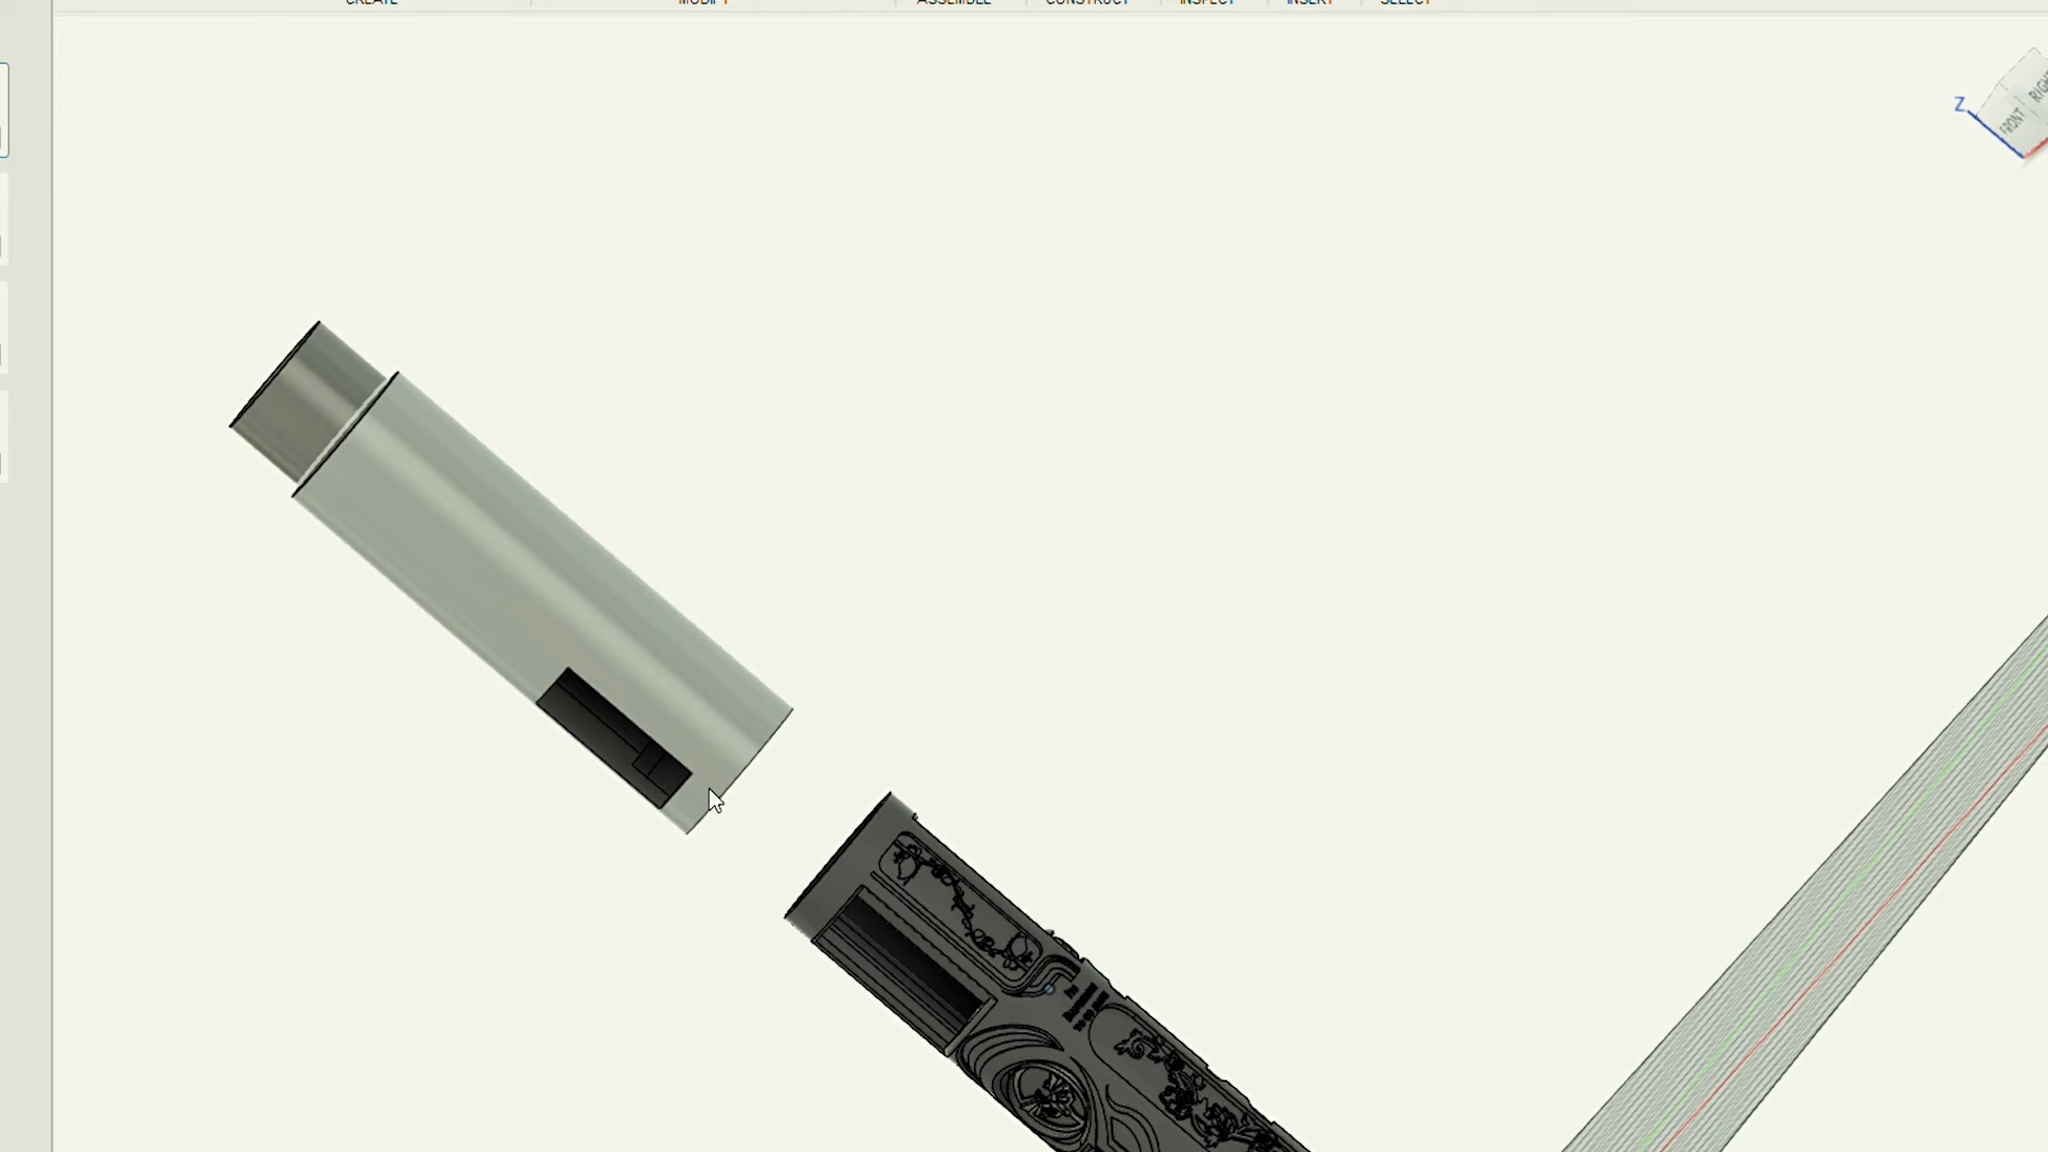 CREATE
MODIFY
ASSEMBLE
CONSTRUCT
INSPECT
INSERT
SELECT
Z
FRONT
RIGHT